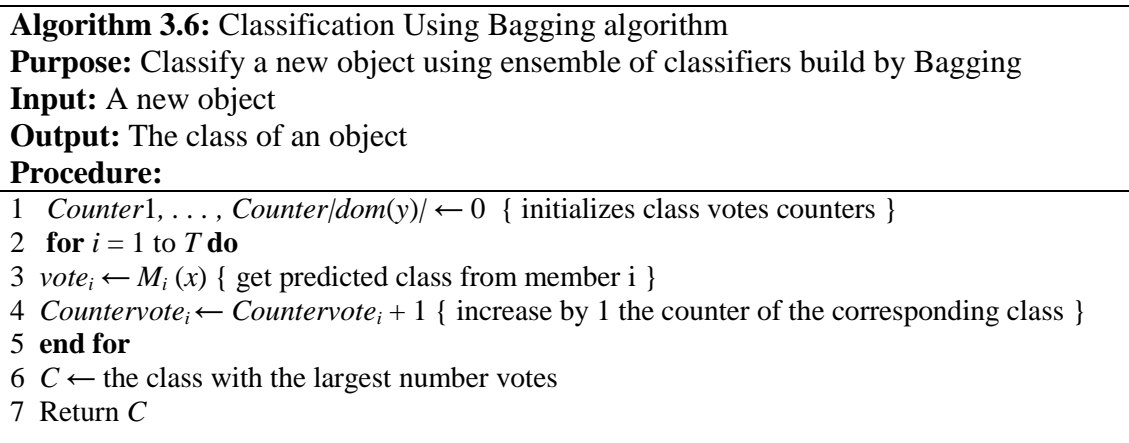 Algorithm 3.6: Classification Using Bagging algorithm
Purpose: Classify a new object using ensemble of classifiers build by Bagging
Input: A new object
Output: The class of an object
Procedure:
1 Counter1, . . . , Counter|dom(y)| ← 0 { initializes class votes counters }
2 for i = 1 to T do
3 voteᵢ ← Mᵢ (x) { get predicted class from member i }
4 Countervoteᵢ ← Countervoteᵢ + 1 { increase by 1 the counter of the corresponding class }
5 end for
6 C ← the class with the largest number votes
7 Return C